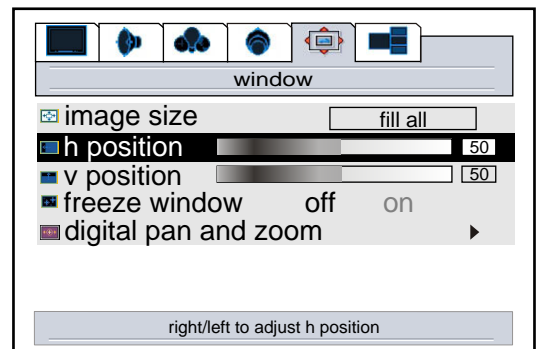 window
image size fill all
h position 50
v position 50
freeze window off on
digital pan and zoom
right/left to adjust h position